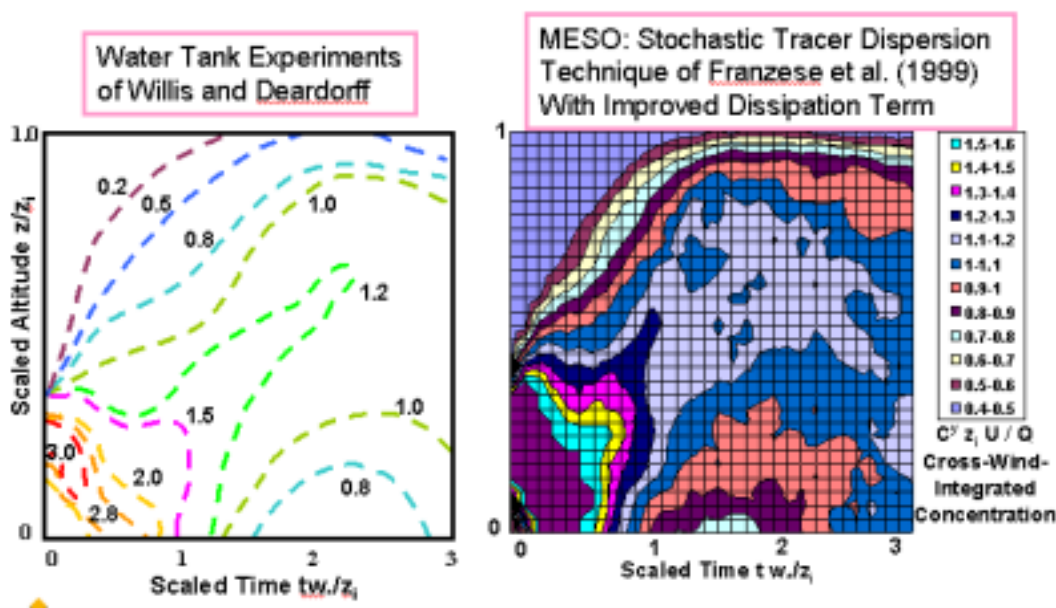 Water Tank Experiments
of Willis and Deardorff
1.0
0.2
0.5
0.8
1.0
1.2
1.5
3.0
2.0
2.8
1.0
0.8
0
0
1
2
3
Scaled Altitude z/zi
Scaled Time tw./zi
MESO: Stochastic Tracer Dispersion
Technique of Franzese et al. (1999)
With Improved Dissipation Term
1
0
0
1
2
3
Scaled Time t w./zi
1.5-1.6
1.4-1.5
1.3-1.4
1.2-1.3
1.1-1.2
1-1.1
0.9-1
0.8-0.9
0.7-0.8
0.6-0.7
0.5-0.6
0.4-0.5
Cʸ zi U / Q
Cross-Wind-
Integrated
Concentration